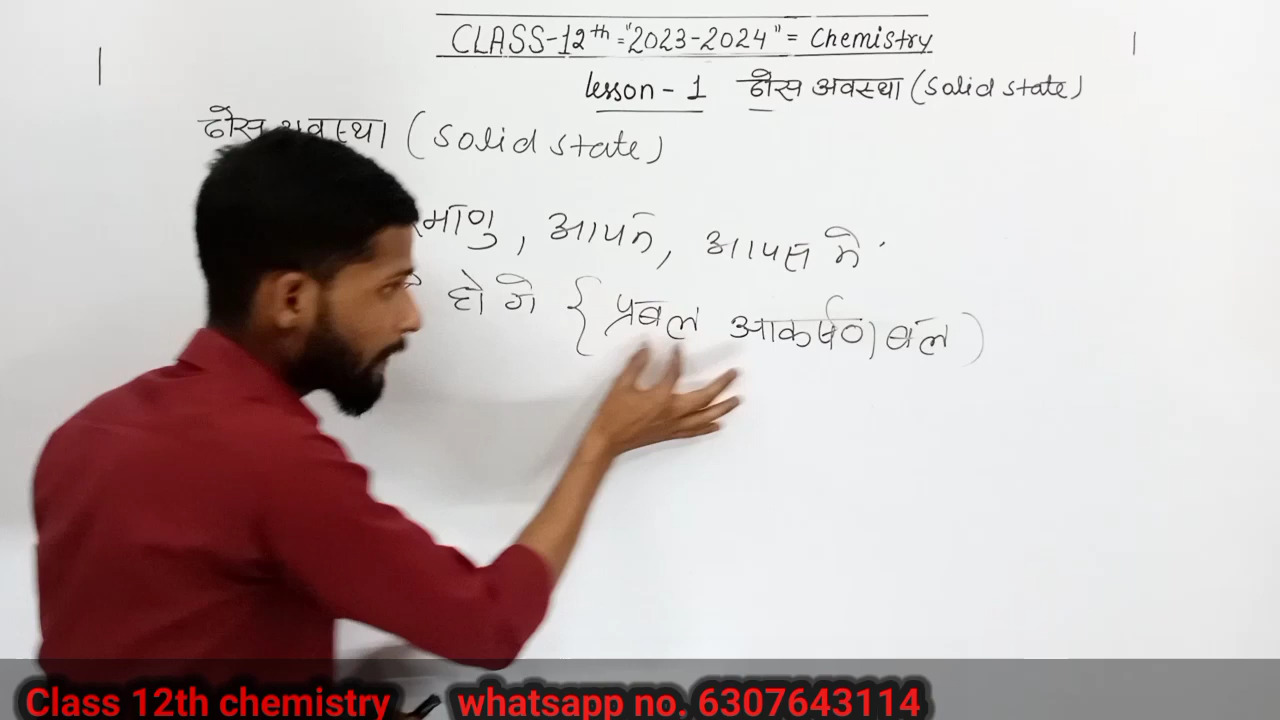 CLASS-12th = "2023-2024" = Chemistry
lesson - 1 ठोस अवस्था (Solid state)
ठोस अवस्था (Solid state)
, आयन, आपस में
होगे { प्रबल आकर्षण बल )
Class 12th chemistry whatsapp no. 6307643114